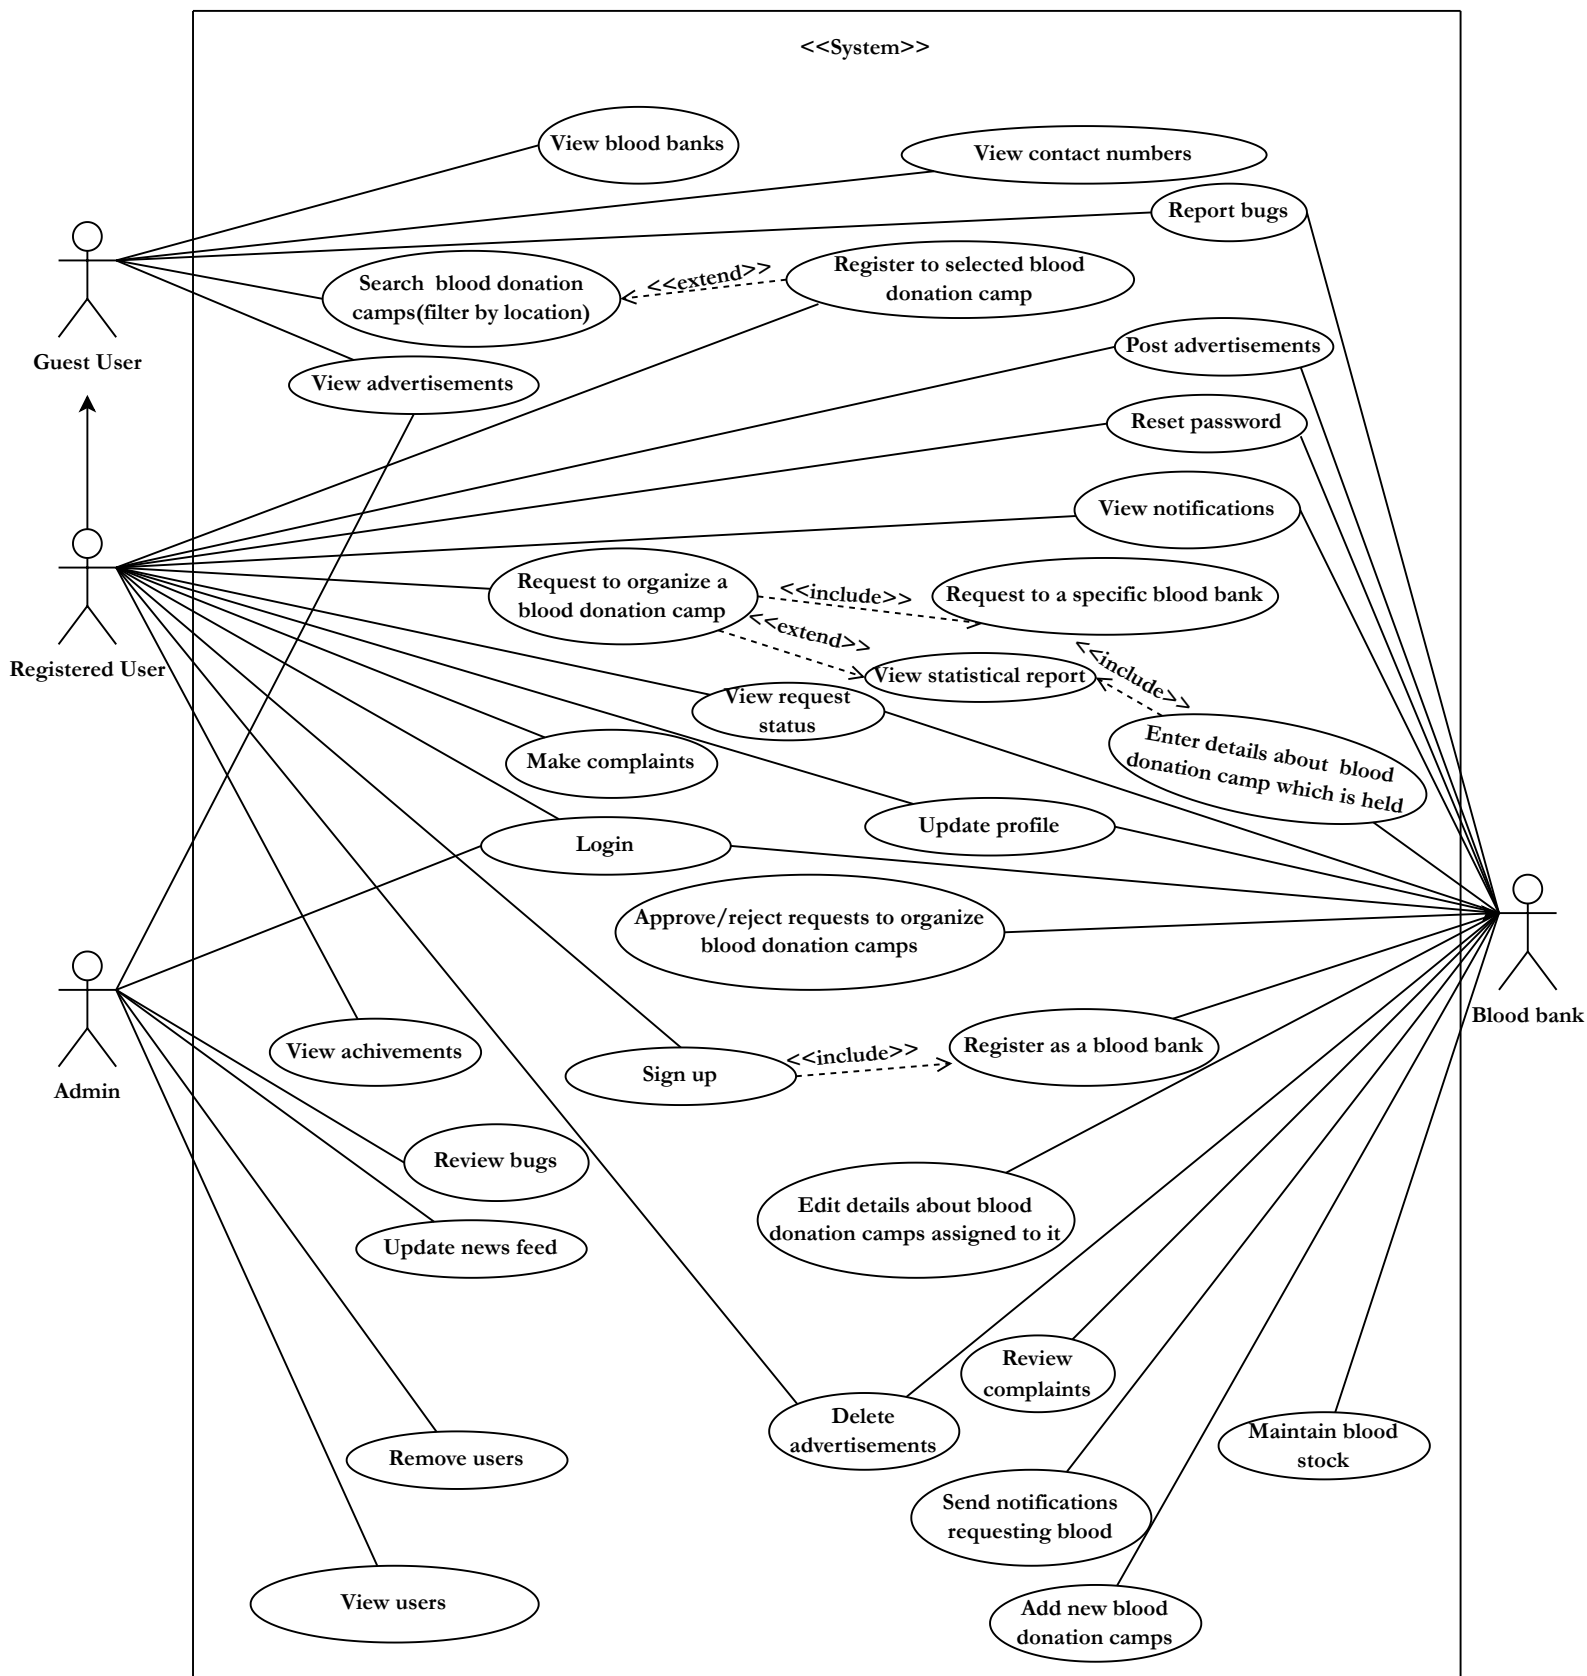 <<System>>
View blood banks
View contact numbers
Report bugs
Search  blood donation
camps(filter by location)
<<extend>>
Register to selected blood
donation camp
Guest User
View advertisements
Post advertisements
Reset password
View notifications
Registered User
Request to organize a
blood donation camp
<<include>>
Request to a specific blood bank
<<extend>>
View statistical report
<<include>>
View request
status
Enter details about  blood
donation camp which is held
Make complaints
Update profile
Login
Approve/reject requests to organize
blood donation camps
Blood bank
Admin
View achivements
Sign up
<<include>>
Register as a blood bank
Review bugs
Edit details about blood
donation camps assigned to it
Update news feed
Review
complaints
Delete
advertisements
Maintain blood
stock
Remove users
Send notifications
requesting blood
View users
Add new blood
donation camps